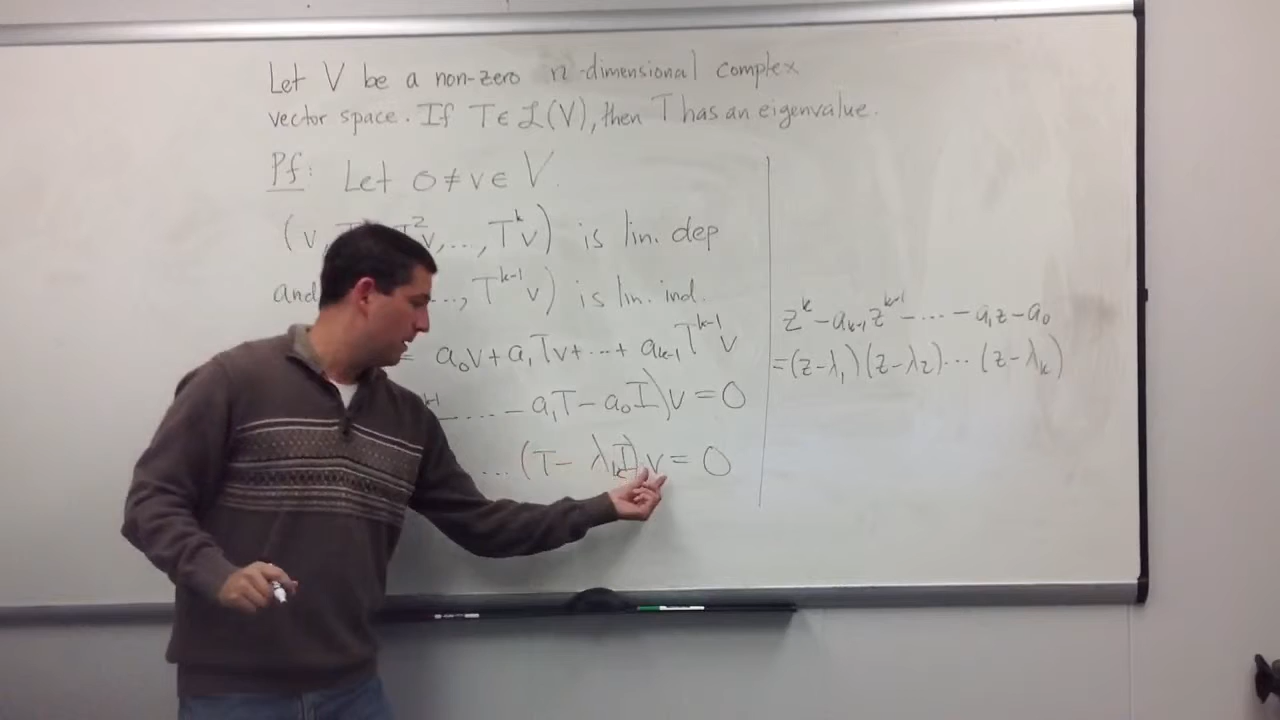 Let V be a non-zero n-dimensional complex
vector space. If T ∈ ℒ(V), then T has an eigenvalue.
Pf: Let 0 ≠ v ∈ V.
(v, T²v, ..., Tᵏv) is lin. dep
and ..., Tᵏ⁻¹v) is lin. ind.
= a₀v + a₁Tv + ... + aₖ₋₁Tᵏ⁻¹v
k-1 .... - a₁T - a₀I)v = 0
... (T - λₖI)v = 0
zᵏ - aₖ₋₁zᵏ⁻¹ - ... - a₁z - a₀
= (z-λ₁)(z-λ₂)...(z-λₖ)